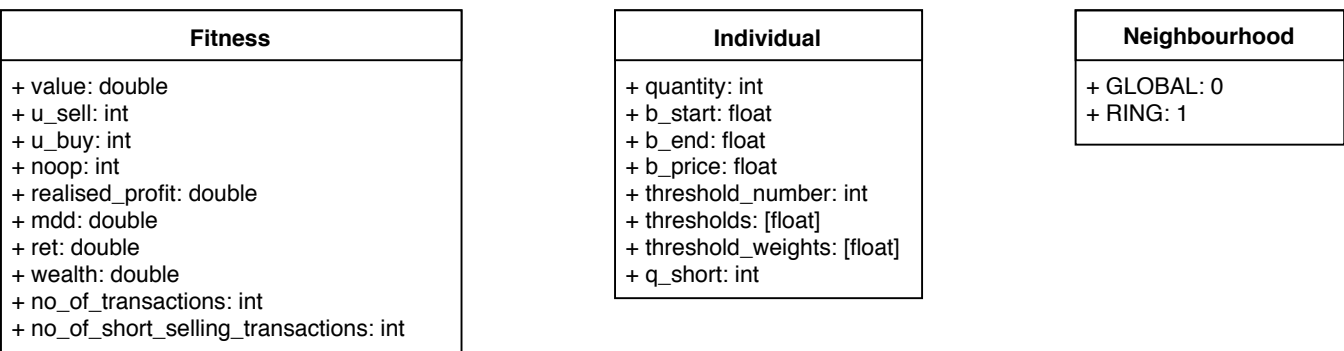 Fitness
+ value: double
+ u_sell: int
+ u_buy: int
+ noop: int
+ realised_profit: double
+ mdd: double
+ ret: double
+ wealth: double
+ no_of_transactions: int
+ no_of_short_selling_transactions: int
Individual
+ quantity: int
+ b_start: float
+ b_end: float
+ b_price: float
+ threshold_number: int
+ thresholds: [float]
+ threshold_weights: [float]
+ q_short: int
Neighbourhood
+ GLOBAL: 0
+ RING: 1